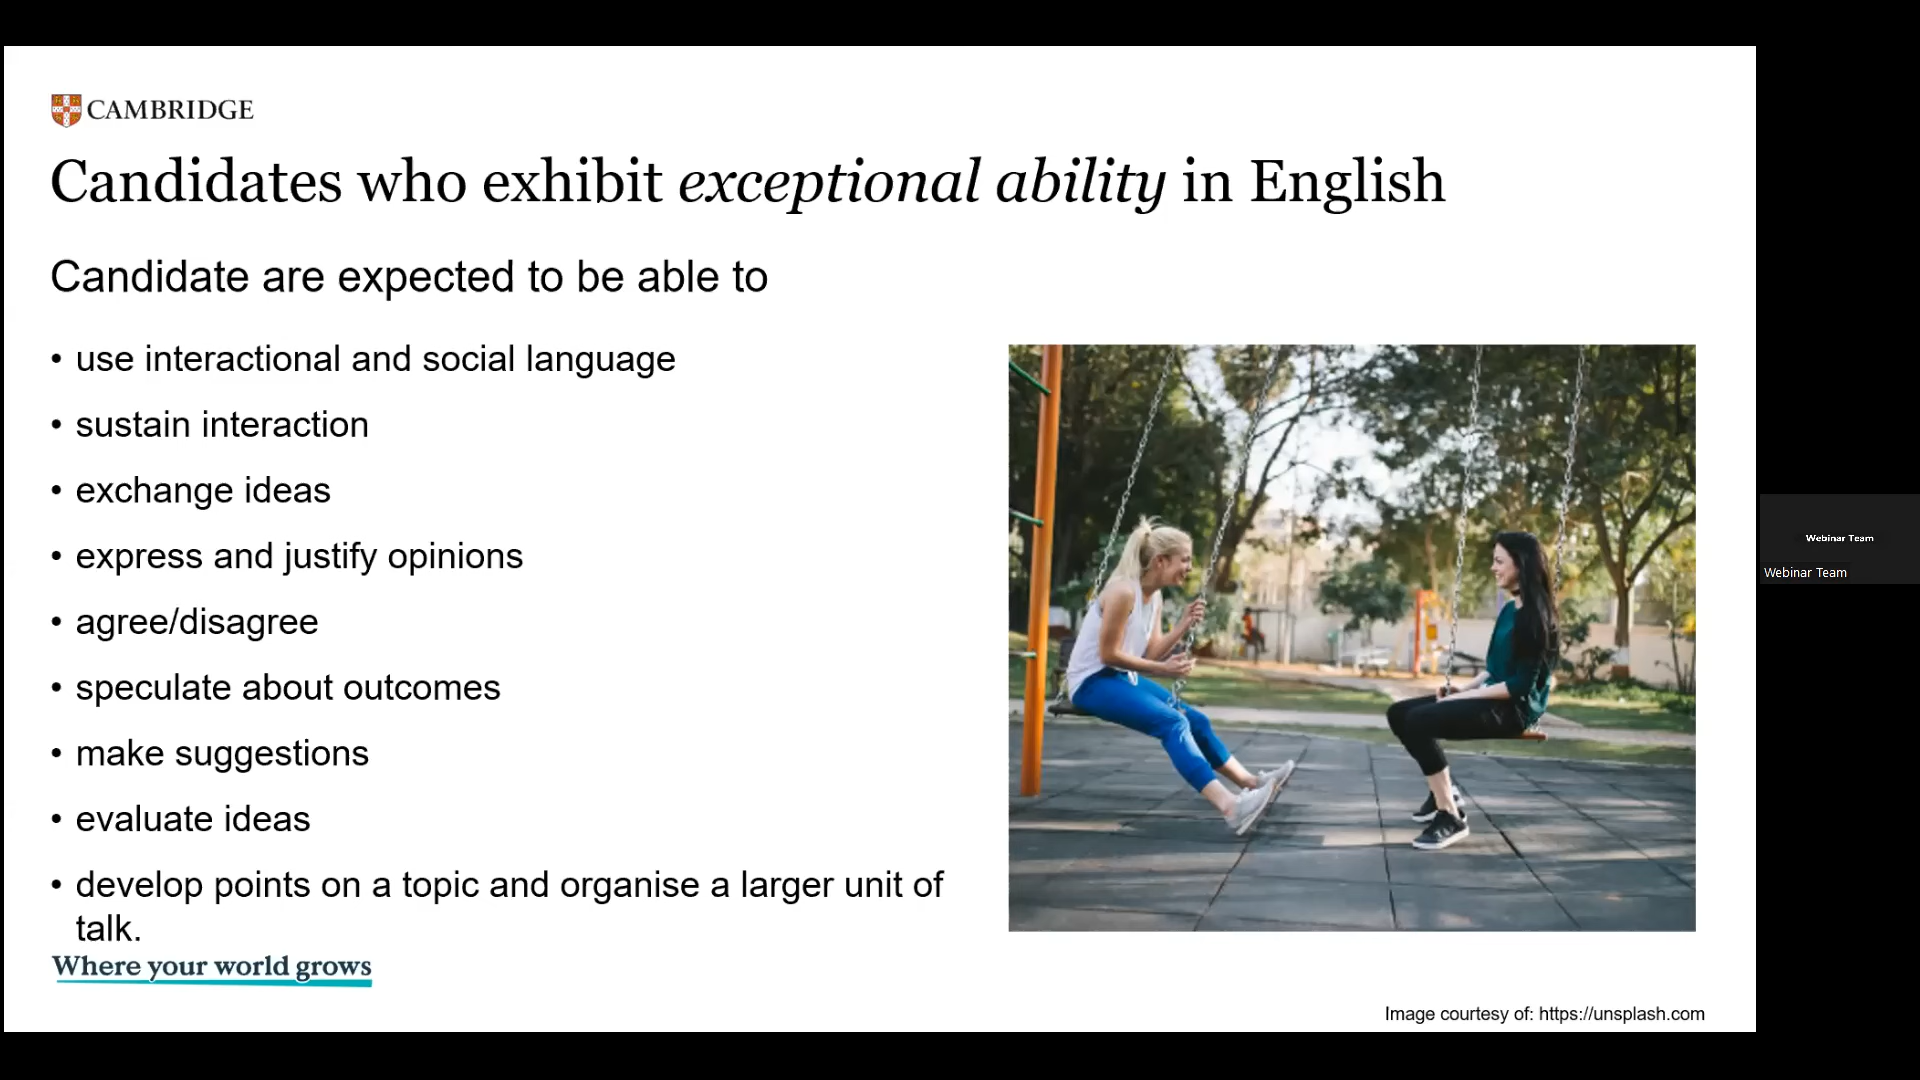 CAMBRIDGE
Candidates who exhibit exceptional ability in English
Candidate are expected to be able to
• use interactional and social language
• sustain interaction
• exchange ideas
• express and justify opinions
• agree/disagree
• speculate about outcomes
• make suggestions
• evaluate ideas
• develop points on a topic and organise a larger unit of
talk.
Where your world grows
Image courtesy of: https://unsplash.com
Webinar Team
Webinar Team